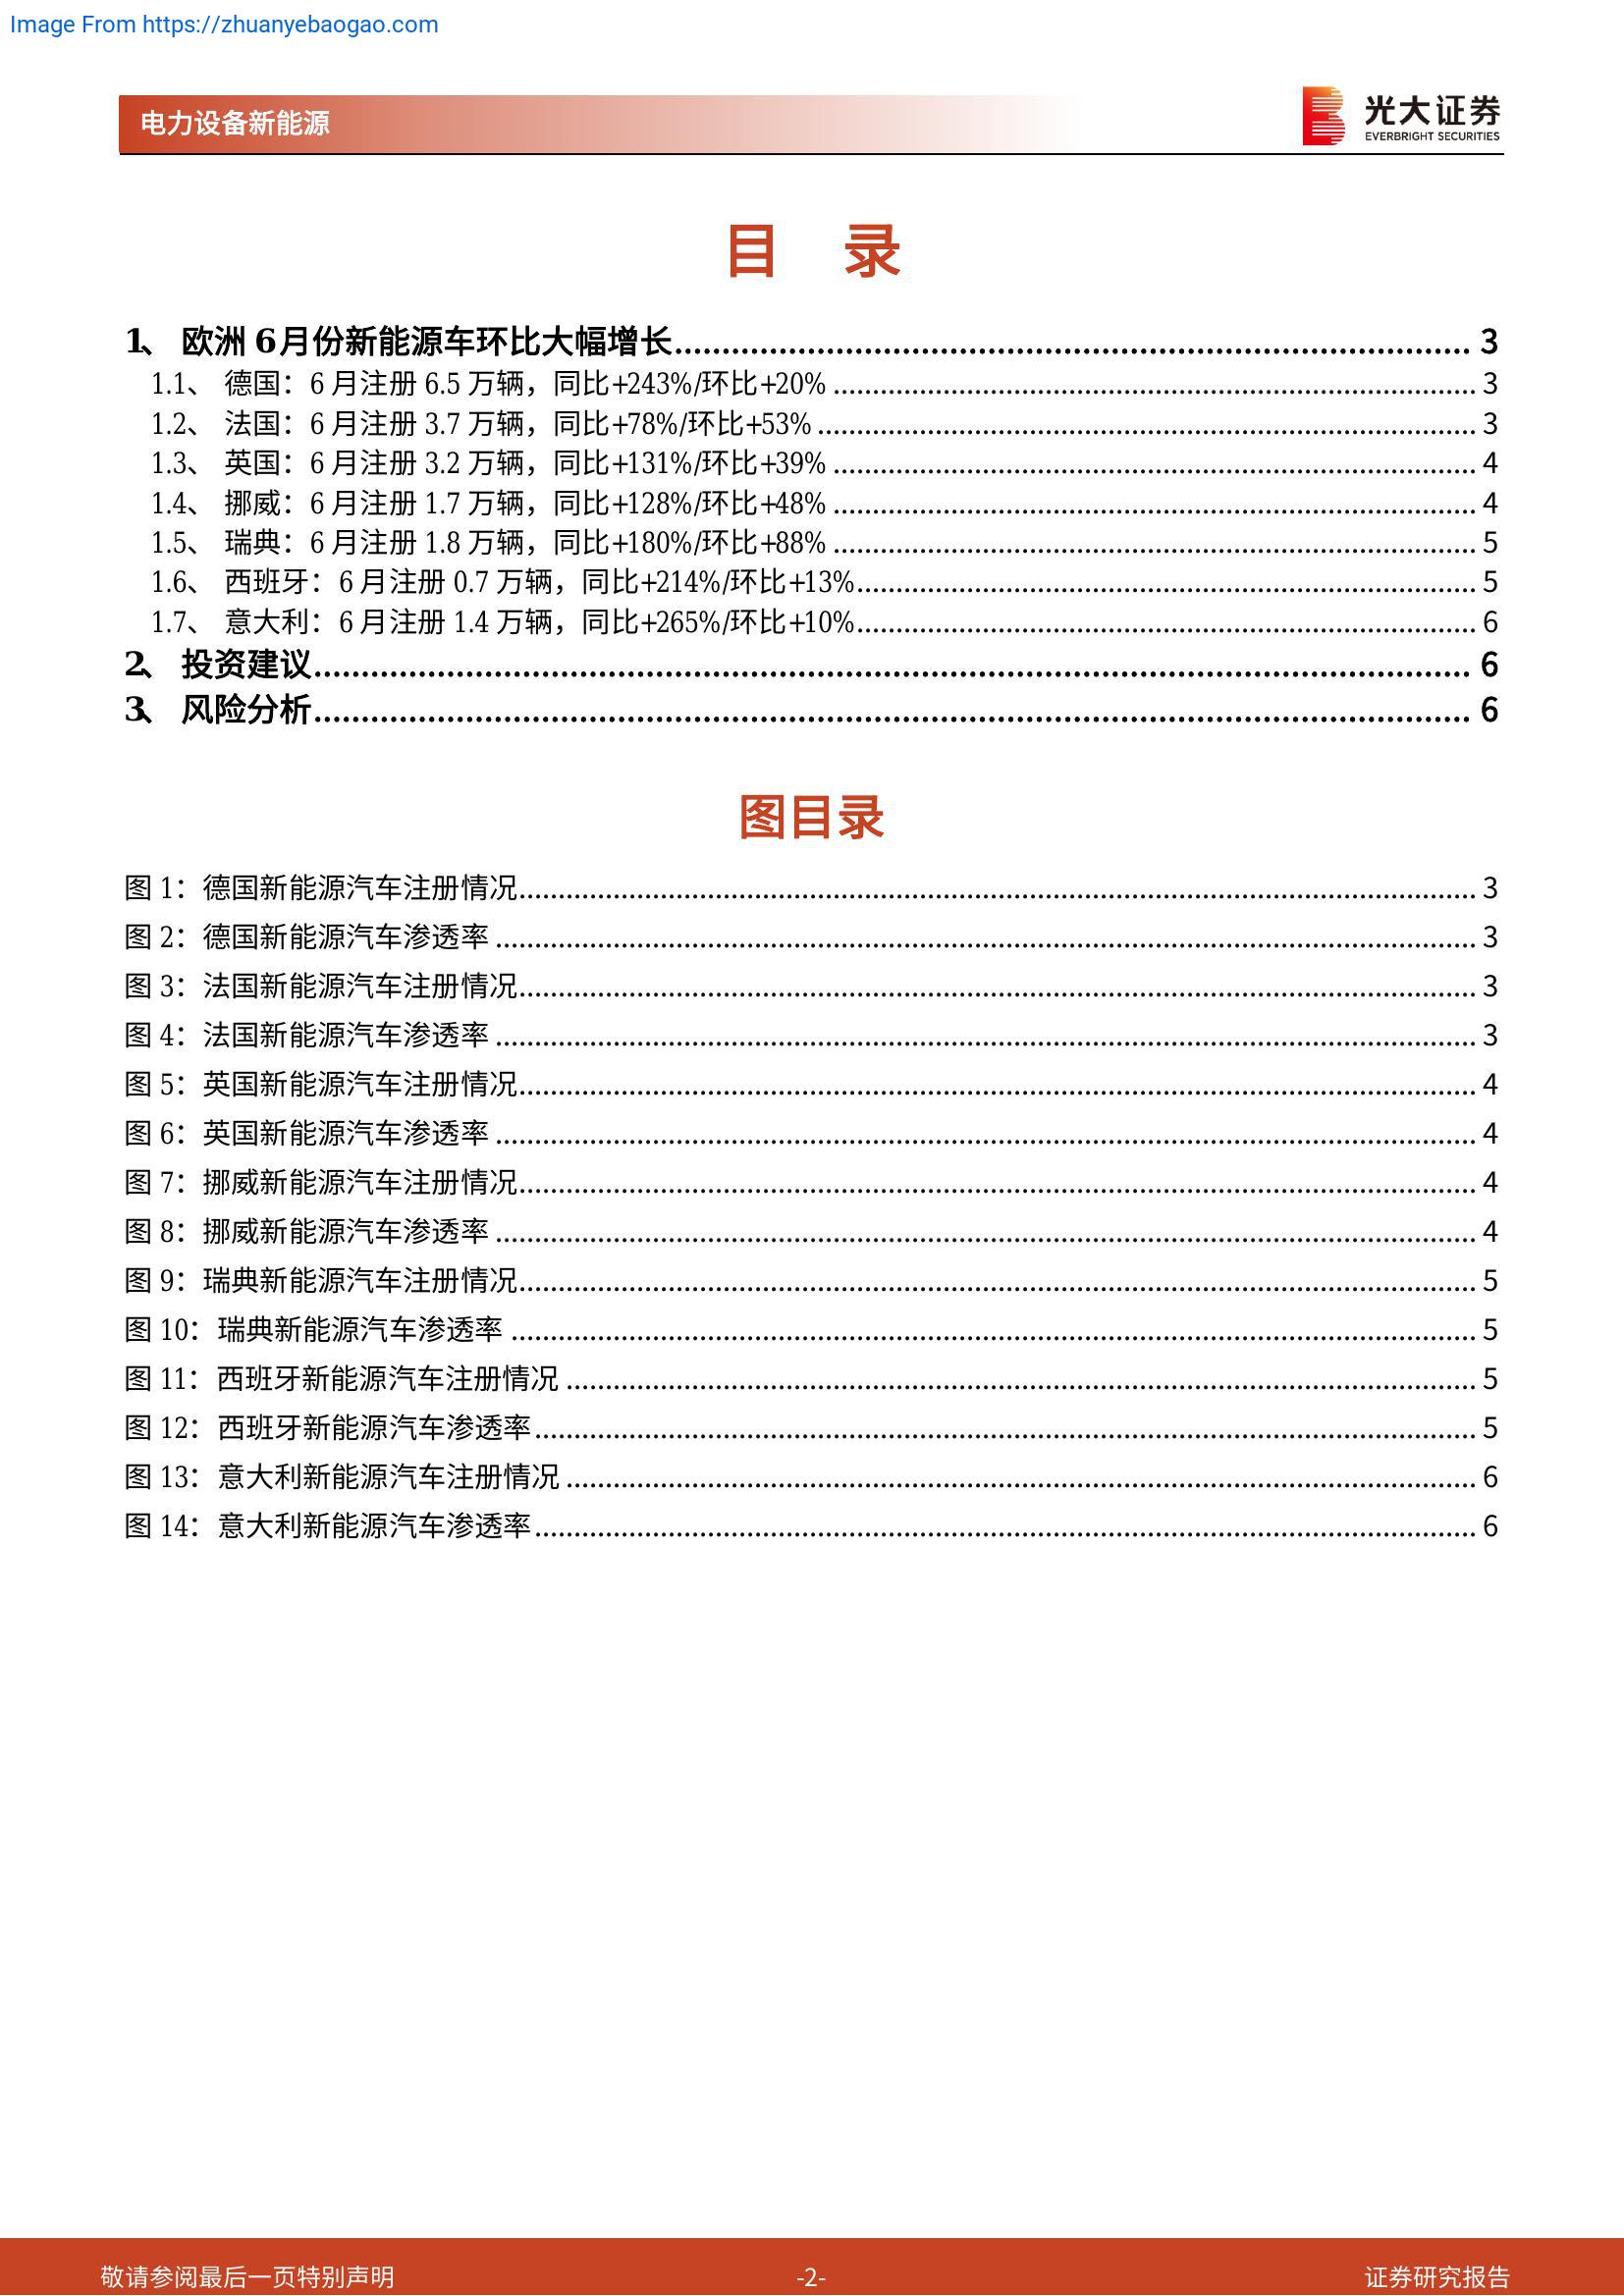 Image From https://zhuanyebaogao.com
电力设备新能源
光大证券
EVERBRIGHT SECURITIES
目 录
1、 欧洲 6月份新能源车环比大幅增长 3
1.1、 德国：6 月注册 6.5 万辆，同比+243%/环比+20% 3
1.2、 法国：6 月注册 3.7 万辆，同比+78%/环比+53% 3
1.3、 英国：6 月注册 3.2 万辆，同比+131%/环比+39% 4
1.4、 挪威：6 月注册 1.7 万辆，同比+128%/环比+48% 4
1.5、 瑞典：6 月注册 1.8 万辆，同比+180%/环比+88% 5
1.6、 西班牙：6 月注册 0.7 万辆，同比+214%/环比+13% 5
1.7、 意大利：6 月注册 1.4 万辆，同比+265%/环比+10% 6
2、 投资建议 6
3、 风险分析 6
图目录
图 1：德国新能源汽车注册情况 3
图 2：德国新能源汽车渗透率 3
图 3：法国新能源汽车注册情况 3
图 4：法国新能源汽车渗透率 3
图 5：英国新能源汽车注册情况 4
图 6：英国新能源汽车渗透率 4
图 7：挪威新能源汽车注册情况 4
图 8：挪威新能源汽车渗透率 4
图 9：瑞典新能源汽车注册情况 5
图 10：瑞典新能源汽车渗透率 5
图 11：西班牙新能源汽车注册情况 5
图 12：西班牙新能源汽车渗透率 5
图 13：意大利新能源汽车注册情况 6
图 14：意大利新能源汽车渗透率 6
敬请参阅最后一页特别声明 -2- 证券研究报告